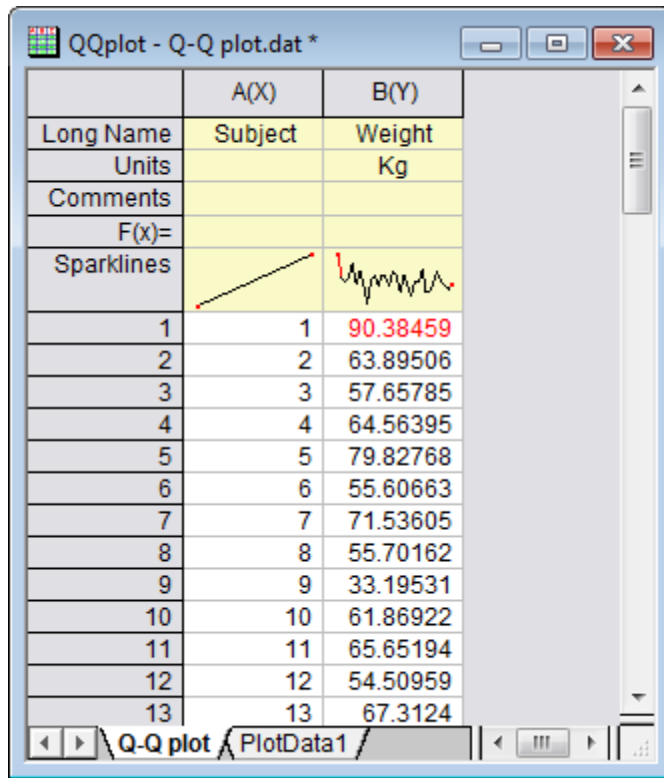 QQplot - Q-Q plot.dat *
A(X) B(Y)
Long Name Subject Weight
Units Kg
Comments
F(x)=
Sparklines
1 1 90.38459
2 2 63.89506
3 3 57.65785
4 4 64.56395
5 5 79.82768
6 6 55.60663
7 7 71.53605
8 8 55.70162
9 9 33.19531
10 10 61.86922
11 11 65.65194
12 12 54.50959
13 13 67.3124
Q-Q plot PlotData1